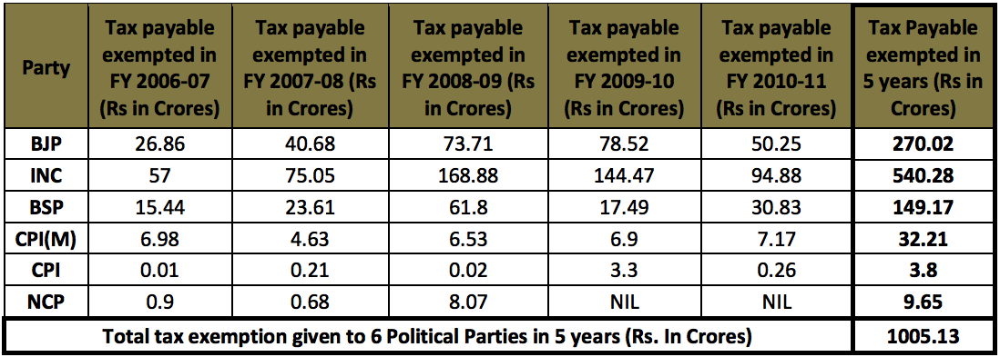 Party | Tax payable exempted in FY 2006-07 (Rs in Crores) | Tax payable exempted in FY 2007-08 (Rs in Crores) | Tax payable exempted in FY 2008-09 (Rs in Crores) | Tax payable exempted in FY 2009-10 (Rs in Crores) | Tax payable exempted in FY 2010-11 (Rs in Crores) | Tax Payable exempted in 5 years (Rs in Crores)
BJP | 26.86 | 40.68 | 73.71 | 78.52 | 50.25 | 270.02
INC | 57 | 75.05 | 168.88 | 144.47 | 94.88 | 540.28
BSP | 15.44 | 23.61 | 61.8 | 17.49 | 30.83 | 149.17
CPI(M) | 6.98 | 4.63 | 6.53 | 6.9 | 7.17 | 32.21
CPI | 0.01 | 0.21 | 0.02 | 3.3 | 0.26 | 3.8
NCP | 0.9 | 0.68 | 8.07 | NIL | NIL | 9.65
Total tax exemption given to 6 Political Parties in 5 years (Rs. In Crores) | 1005.13